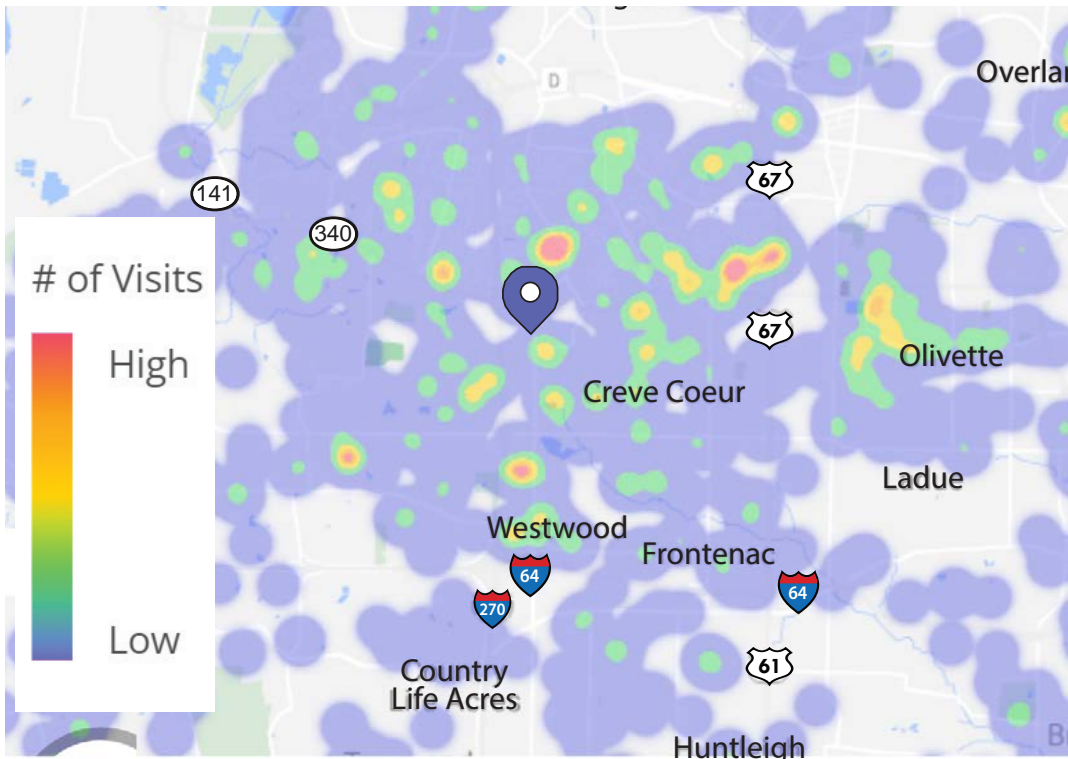 D
Overlar
67
141
340
# of Visits
High
Low
67
Olivette
Creve Coeur
Ladue
Westwood
Frontenac
64
64
270
61
Country
Life Acres
Huntleigh